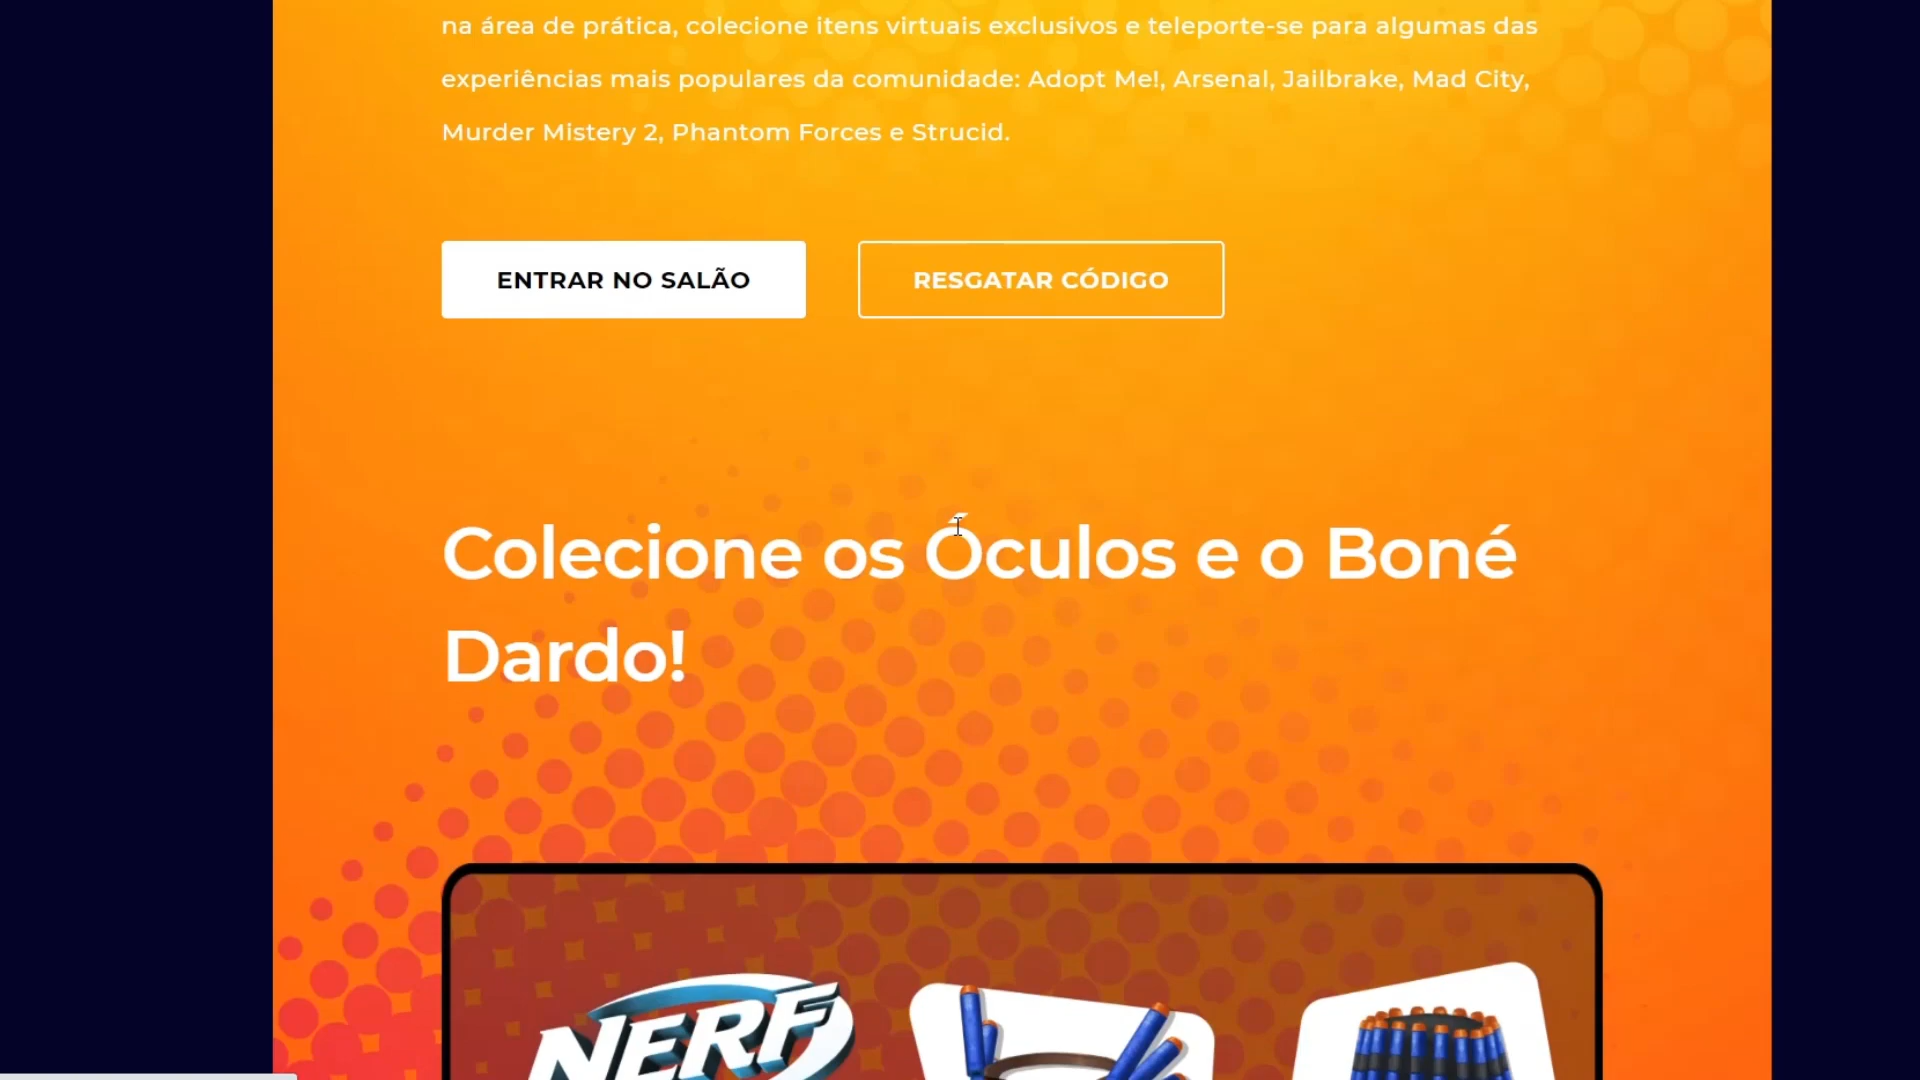 na área de prática, colecione itens virtuais exclusivos e teleporte-se para algumas das
experiências mais populares da comunidade: Adopt Me!, Arsenal, Jailbrake, Mad City,
Murder Mistery 2, Phantom Forces e Strucid.
ENTRAR NO SALÃO
RESGATAR CÓDIGO
Colecione os Óculos e o Boné
Dardo!
NERF